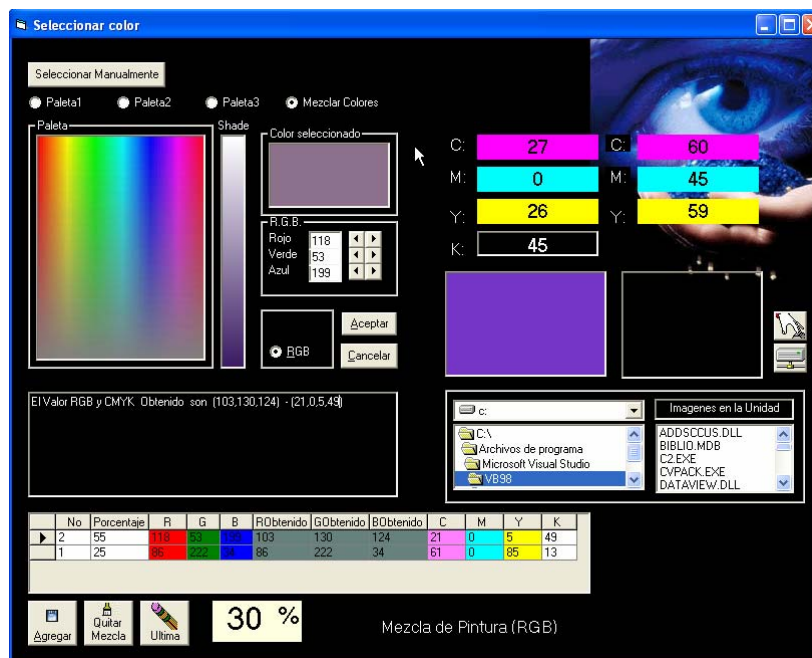 Seleccionar color
Seleccionar Manualmente
Paleta1 Paleta2 Paleta3 Mezclar Colores
Paleta
Shade
Color seleccionado
R.G.B.
Rojo 118
Verde 53
Azul 199
RGB
Aceptar
Cancelar
C: 27 C: 60
M: 0 M: 45
Y: 26 Y: 59
K: 45
El Valor RGB y CMYK Obtenido son (103,130,124) - (21,0,5,49)
c:
C:\
Archivos de programa
Microsoft Visual Studio
VB98
Imagenes en la Unidad
ADDSCCUS.DLL
BIBLIO.MDB
C2.EXE
CVPACK.EXE
DATAVIEW.DLL
No Porcentaje R G B RObtenido GObtenido BObtenido C M Y K
2 55 118 53 199 103 130 124 21 0 5 49
1 25 86 222 34 86 222 34 61 0 85 13
Agregar
Quitar Mezcla
Ultima
30 %
Mezcla de Pintura (RGB)